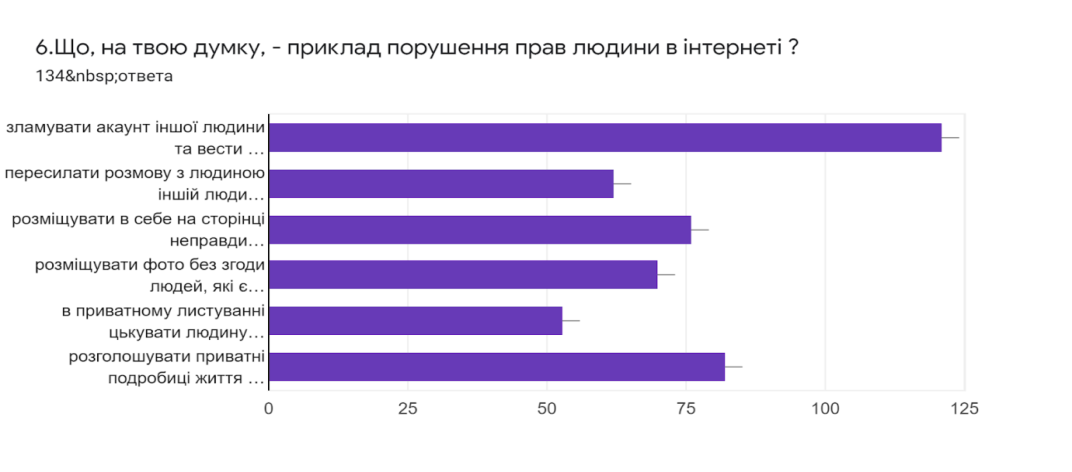 6.Що, на твою думку, - приклад порушення прав людини в інтернеті ?
134&nbsp;ответа
зламувати акаунт іншої людини
та вести …
пересилати розмову з людиною
іншій люди…
розміщувати в себе на сторінці
неправди…
розміщувати фото без згоди
людей, які є…
в приватному листуванні
цькувати людину…
розголошувати приватні
подробиці життя …
0 25 50 75 100 125